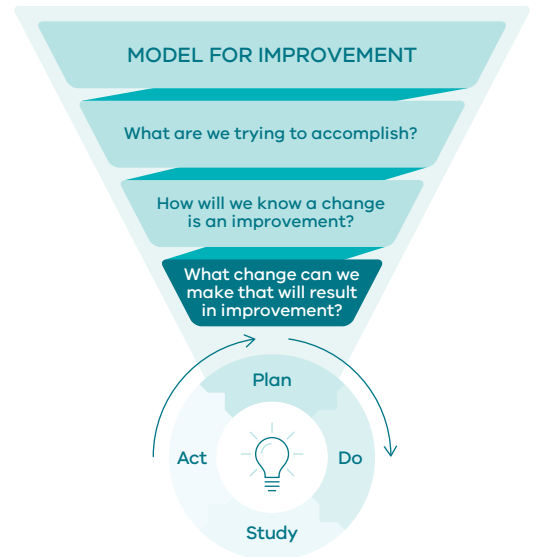 MODEL FOR IMPROVEMENT
What are we trying to accomplish?
How will we know a change
is an improvement?
What change can we
make that will result
in improvement?
Plan
Act
Do
Study